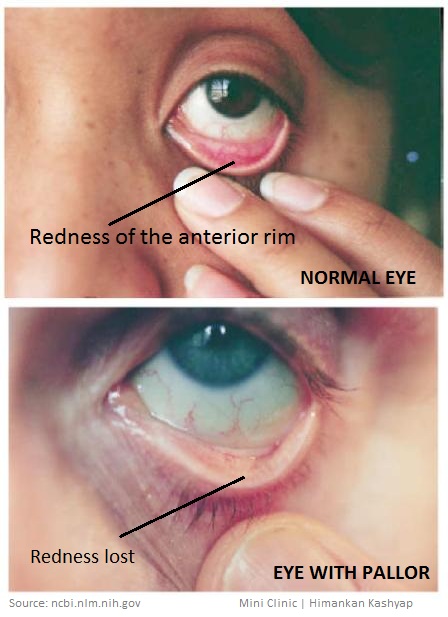 Redness of the anterior rim
NORMAL EYE
Redness lost
EYE WITH PALLOR
Source: ncbi.nlm.nih.gov
Mini Clinic | Himankan Kashyap